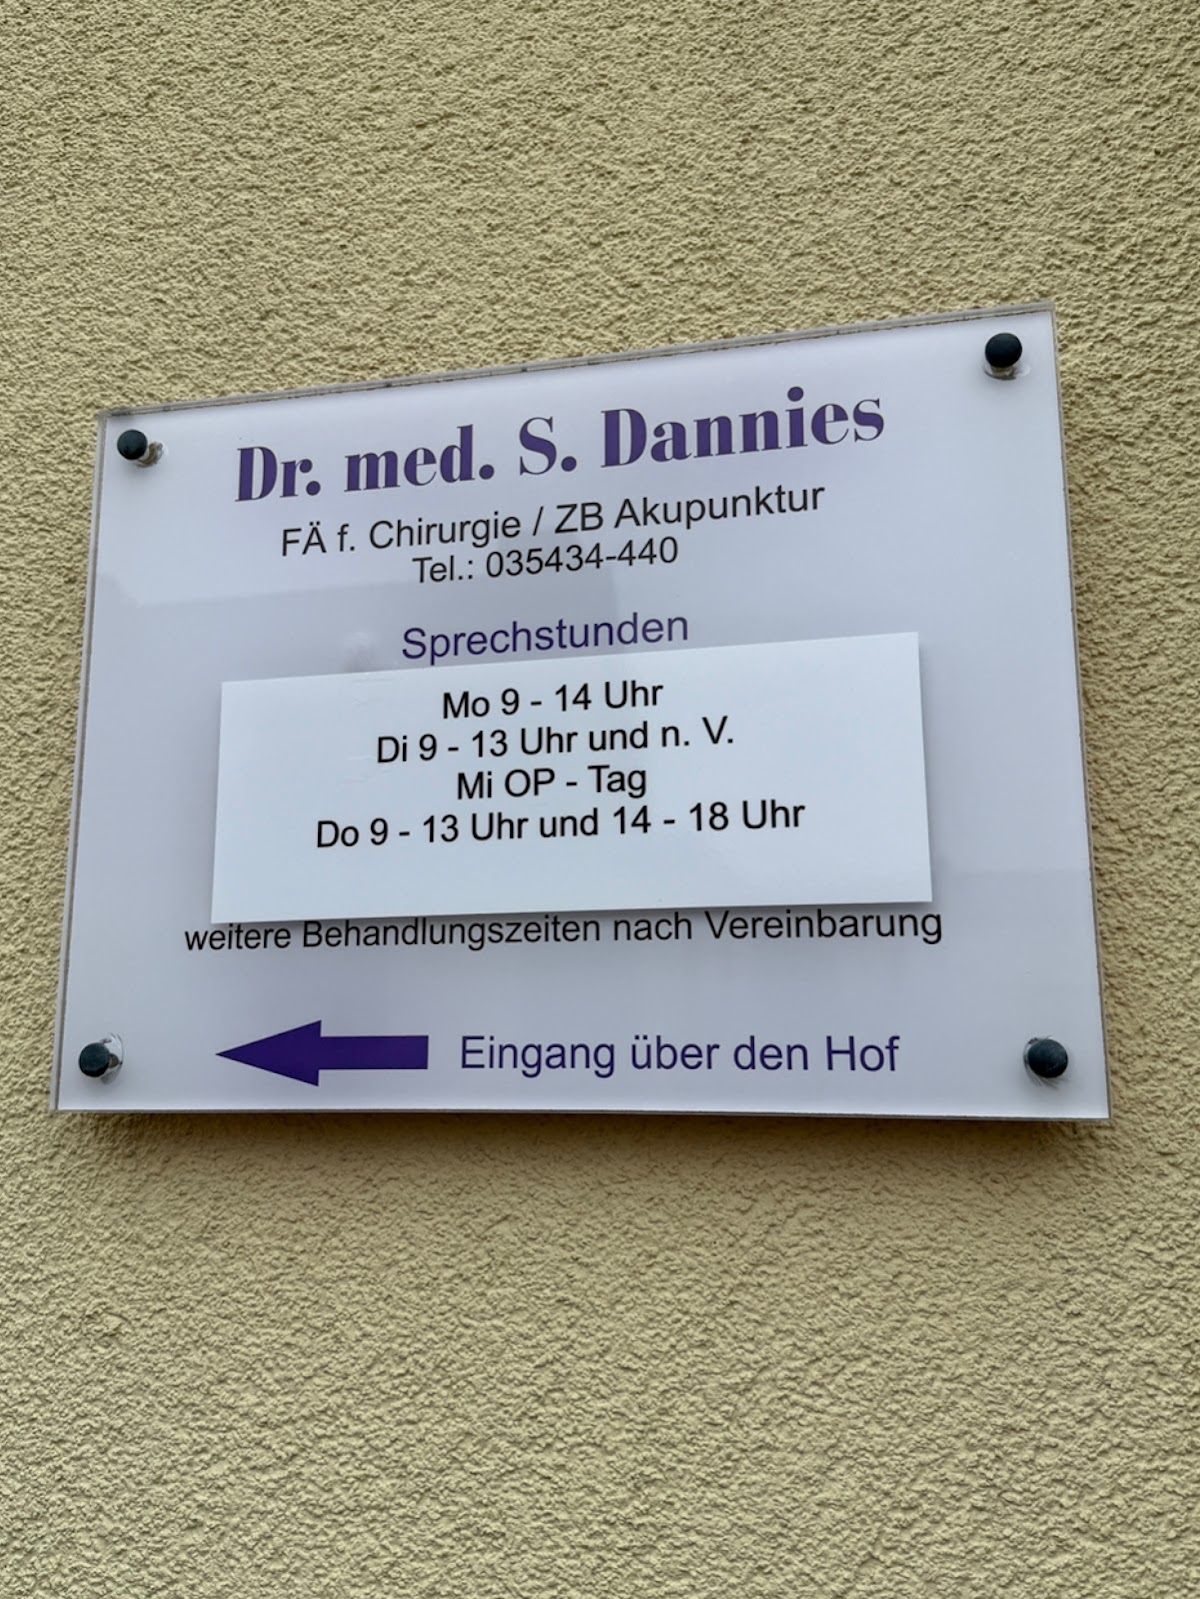 Dr. med. S. Dannies
FÄ f. Chirurgie / ZB Akupunktur
Tel.: 035434-440
Sprechstunden
Mo 9 - 14 Uhr
Di 9 - 13 Uhr und n. V.
Mi OP - Tag
Do 9 - 13 Uhr und 14 - 18 Uhr
weitere Behandlungszeiten nach Vereinbarung
Eingang über den Hof